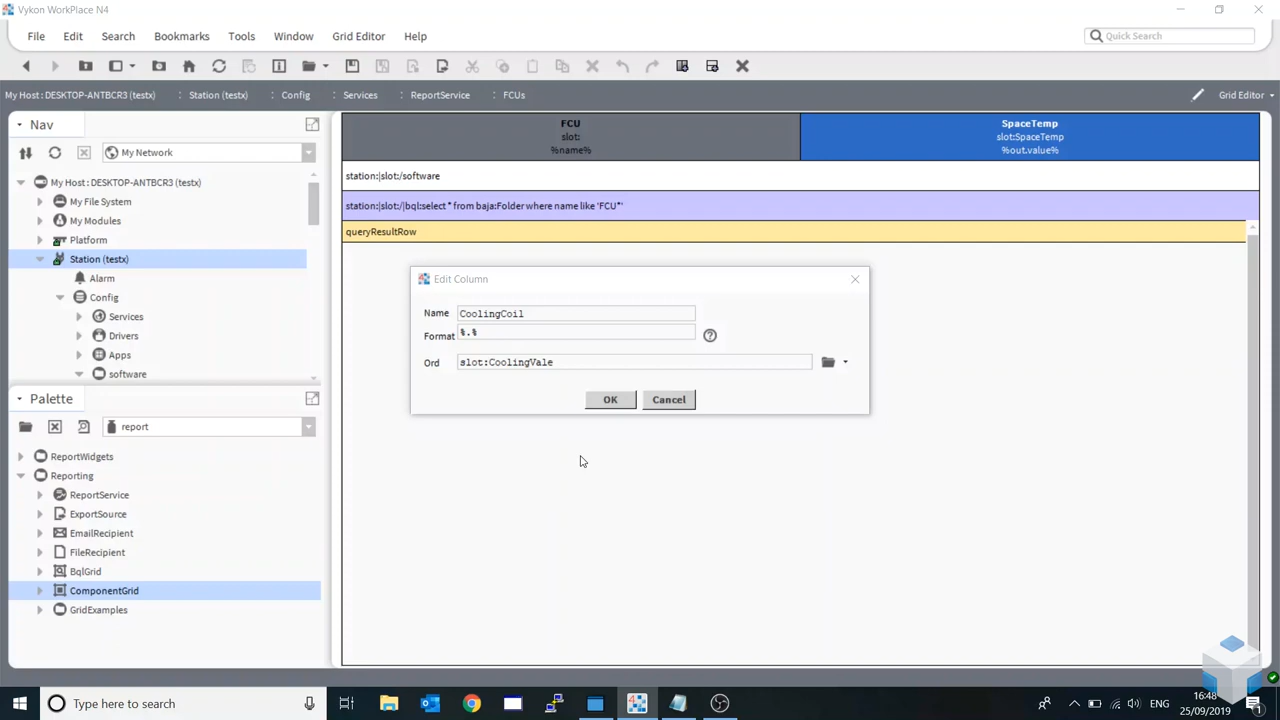 Vykon WorkPlace N4
File Edit Search Bookmarks Tools Window Grid Editor Help
Quick Search
My Host : DESKTOP-ANTBCR3 (testx) : Station (testx) : Config : Services : ReportService : FCUs
Grid Editor
Nav
My Network
My Host : DESKTOP-ANTBCR3 (testx)
My File System
My Modules
Platform
Station (testx)
Alarm
Config
Services
Drivers
Apps
software
Palette
report
ReportWidgets
Reporting
ReportService
ExportSource
EmailRecipient
FileRecipient
BqlGrid
ComponentGrid
GridExamples
FCU
slot:
%name%
SpaceTemp
slot:SpaceTemp
%out.value%
station:|slot:/software
station:|slot:/|bql:select * from baja:Folder where name like 'FCU*'
queryResultRow
Edit Column
Name CoolingCoil
Format %.%
Ord slot:CoolingVale
OK Cancel
Type here to search
ENG
16:48
25/09/2019
1